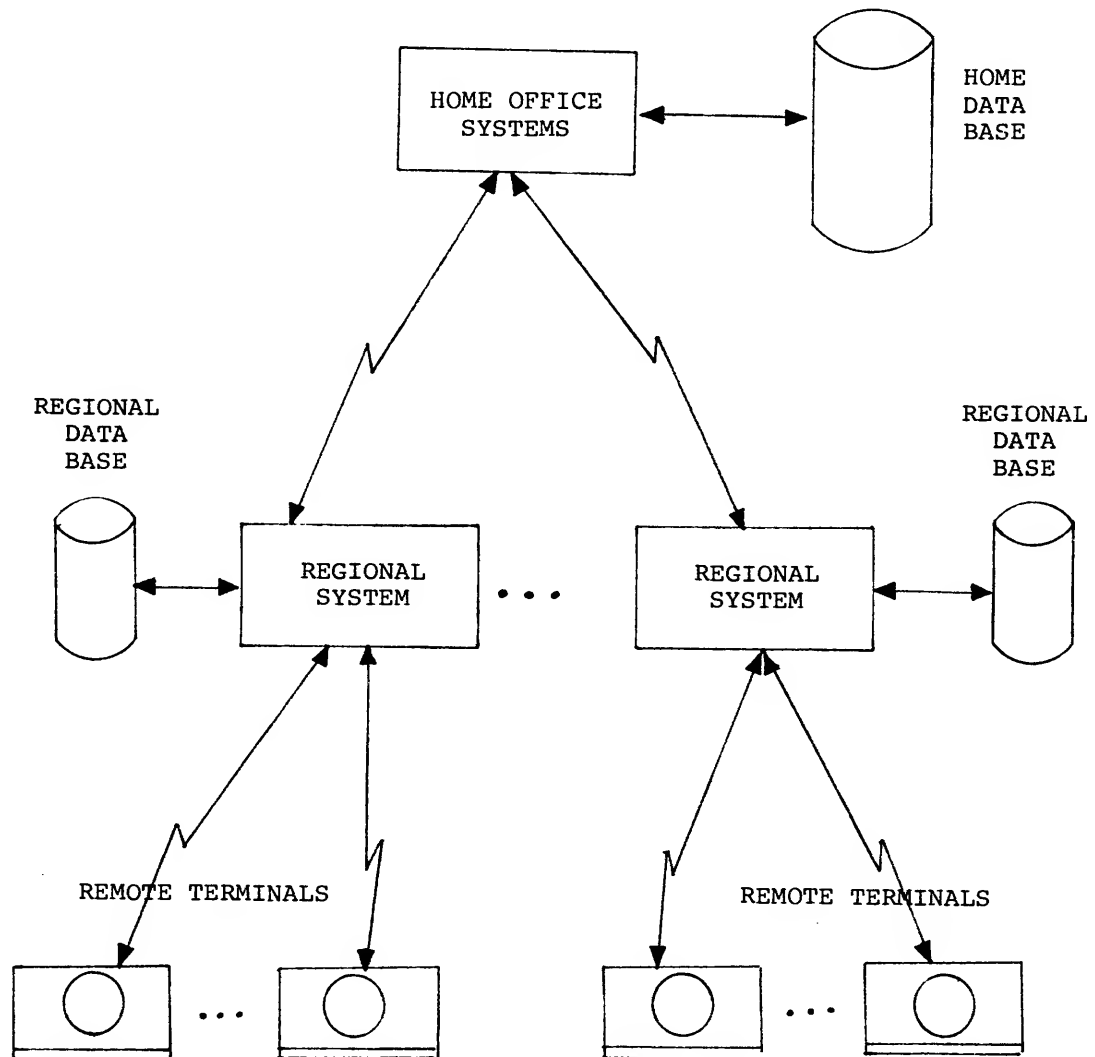 HOME OFFICE
SYSTEMS
HOME
DATA
BASE
REGIONAL
DATA
BASE
REGIONAL
DATA
BASE
REGIONAL
SYSTEM
• • •
REGIONAL
SYSTEM
REMOTE TERMINALS
REMOTE TERMINALS
• • •
• • •